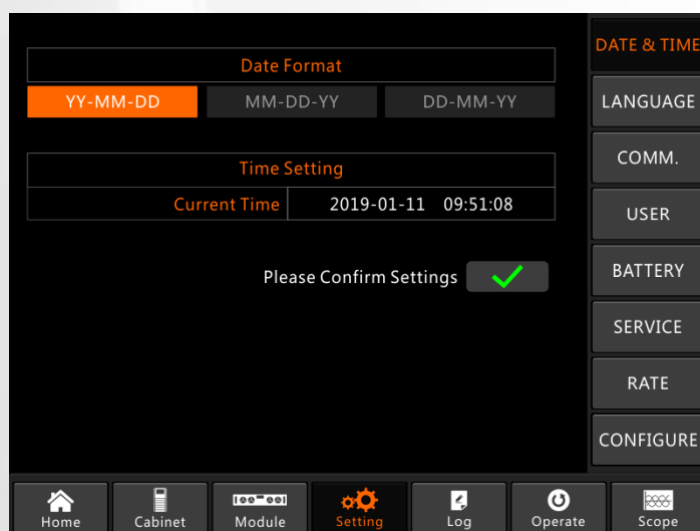 Date Format
YY-MM-DD MM-DD-YY DD-MM-YY
Time Setting
Current Time 2019-01-11 09:51:08
Please Confirm Settings
DATE & TIME
LANGUAGE
COMM.
USER
BATTERY
SERVICE
RATE
CONFIGURE
Home Cabinet Module Setting Log Operate Scope